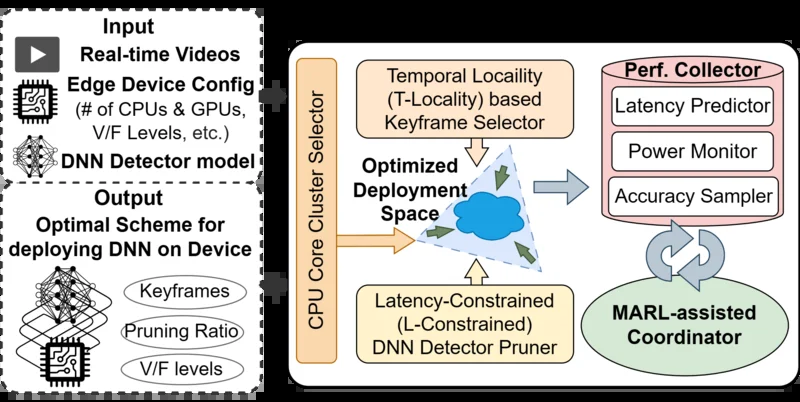 Input
Real-time Videos
Edge Device Config
(# of CPUs & GPUs,
V/F Levels, etc.)
DNN Detector model
Output
Optimal Scheme for
deploying DNN on Device
Keyframes
Pruning Ratio
V/F levels
CPU Core Cluster Selector
Temporal Locaility
(T-Locality) based
Keyframe Selector
Optimized
Deployment
Space
Latency-Constrained
(L-Constrained)
DNN Detector Pruner
Perf. Collector
Latency Predictor
Power Monitor
Accuracy Sampler
MARL-assisted
Coordinator